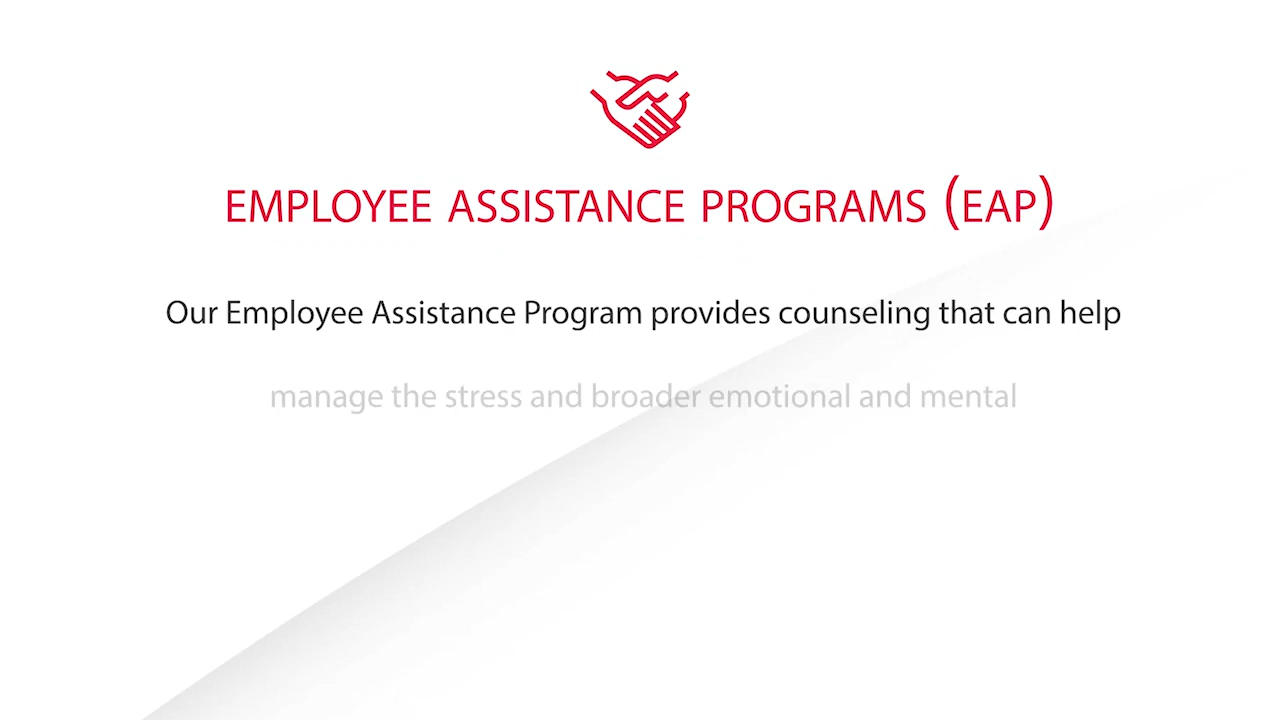 EMPLOYEE ASSISTANCE PROGRAMS (EAP)
Our Employee Assistance Program provides counseling that can help
manage the stress and broader emotional and mental